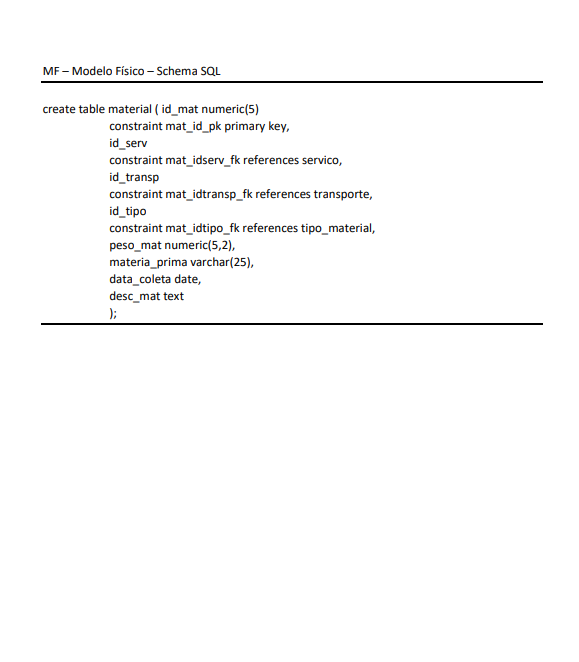 MF – Modelo Físico – Schema SQL
create table material ( id_mat numeric(5)
constraint mat_id_pk primary key,
id_serv
constraint mat_idserv_fk references servico,
id_transp
constraint mat_idtransp_fk references transporte,
id_tipo
constraint mat_idtipo_fk references tipo_material,
peso_mat numeric(5,2),
materia_prima varchar(25),
data_coleta date,
desc_mat text
);